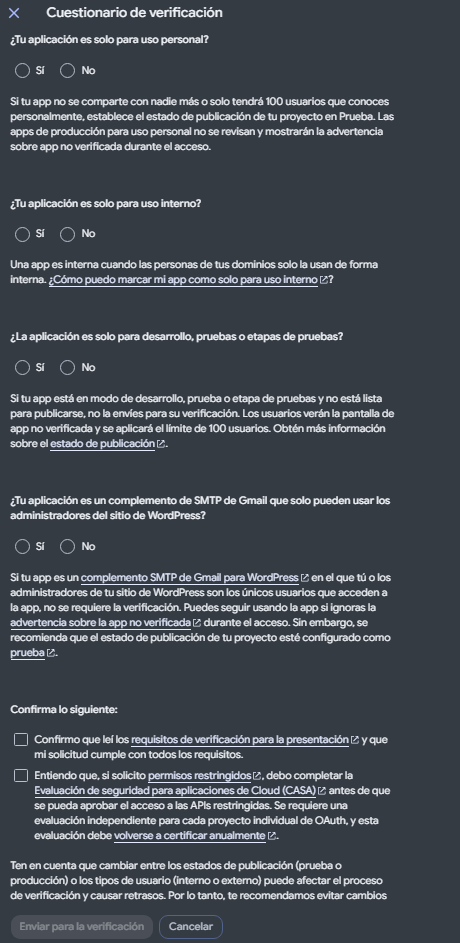 Cuestionario de verificación
¿Tu aplicación es solo para uso personal?
Sí No
Si tu app no se comparte con nadie más o solo tendrá 100 usuarios que conoces
personalmente, establece el estado de publicación de tu proyecto en Prueba. Las
apps de producción para uso personal no se revisan y mostrarán la advertencia
sobre app no verificada durante el acceso.
¿Tu aplicación es solo para uso interno?
Sí No
Una app es interna cuando las personas de tus dominios solo la usan de forma
interna. ¿Cómo puedo marcar mi app como solo para uso interno?
¿La aplicación es solo para desarrollo, pruebas o etapas de pruebas?
Sí No
Si tu app está en modo de desarrollo, prueba o etapa de pruebas y no está lista
para publicarse, no la envíes para su verificación. Los usuarios verán la pantalla de
app no verificada y se aplicará el límite de 100 usuarios. Obtén más información
sobre el estado de publicación.
¿Tu aplicación es un complemento de SMTP de Gmail que solo pueden usar los
administradores del sitio de WordPress?
Sí No
Si tu app es un complemento SMTP de Gmail para WordPress en el que tú o los
administradores de tu sitio de WordPress son los únicos usuarios que acceden a
la app, no se requiere la verificación. Puedes seguir usando la app si ignoras la
advertencia sobre la app no verificada durante el acceso. Sin embargo, se
recomienda que el estado de publicación de tu proyecto esté configurado como
prueba.
Confirma lo siguiente:
Confirmo que leí los requisitos de verificación para la presentación y que
mi solicitud cumple con todos los requisitos.
Entiendo que, si solicito permisos restringidos, debo completar la
Evaluación de seguridad para aplicaciones de Cloud (CASA) antes de que
se pueda aprobar el acceso a las APIs restringidas. Se requiere una
evaluación independiente para cada proyecto individual de OAuth, y esta
evaluación debe volverse a certificar anualmente.
Ten en cuenta que cambiar entre los estados de publicación (prueba o
producción) o los tipos de usuario (interno o externo) puede afectar el proceso
de verificación y causar retrasos. Por lo tanto, te recomendamos evitar cambios
Enviar para la verificación Cancelar